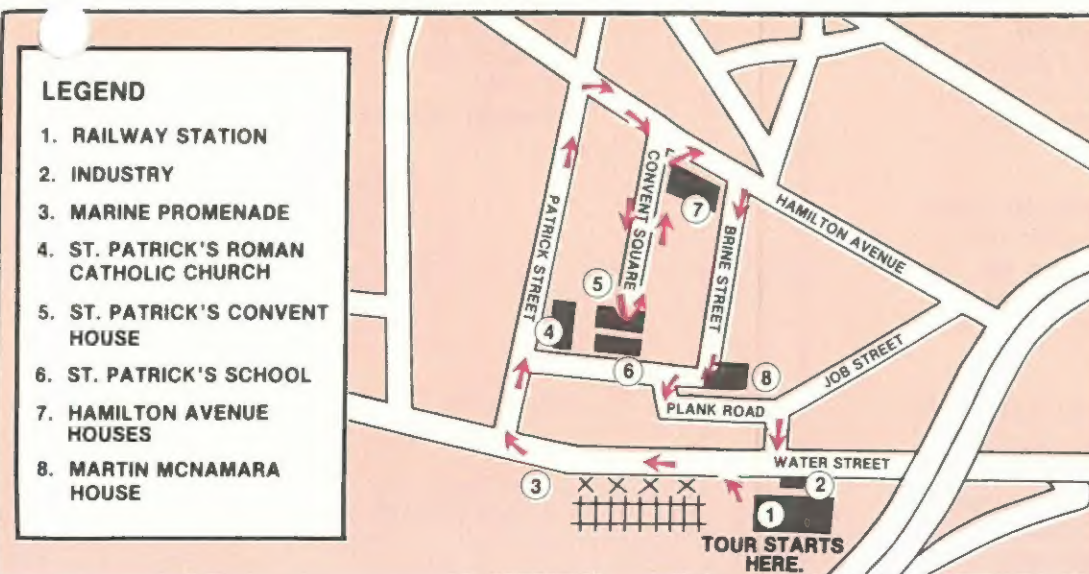 LEGEND
1. RAILWAY STATION
2. INDUSTRY
3. MARINE PROMENADE
4. ST. PATRICK'S ROMAN
CATHOLIC CHURCH
5. ST. PATRICK'S CONVENT
HOUSE
6. ST. PATRICK'S SCHOOL
7. HAMILTON AVENUE
HOUSES
8. MARTIN MCNAMARA
HOUSE
PATRICK STREET
CONVENT SQUARE
7
BRINE STREET
HAMILTON AVENUE
5
4
6
8
JOB STREET
PLANK ROAD
WATER STREET
3
2
1
TOUR STARTS
HERE.